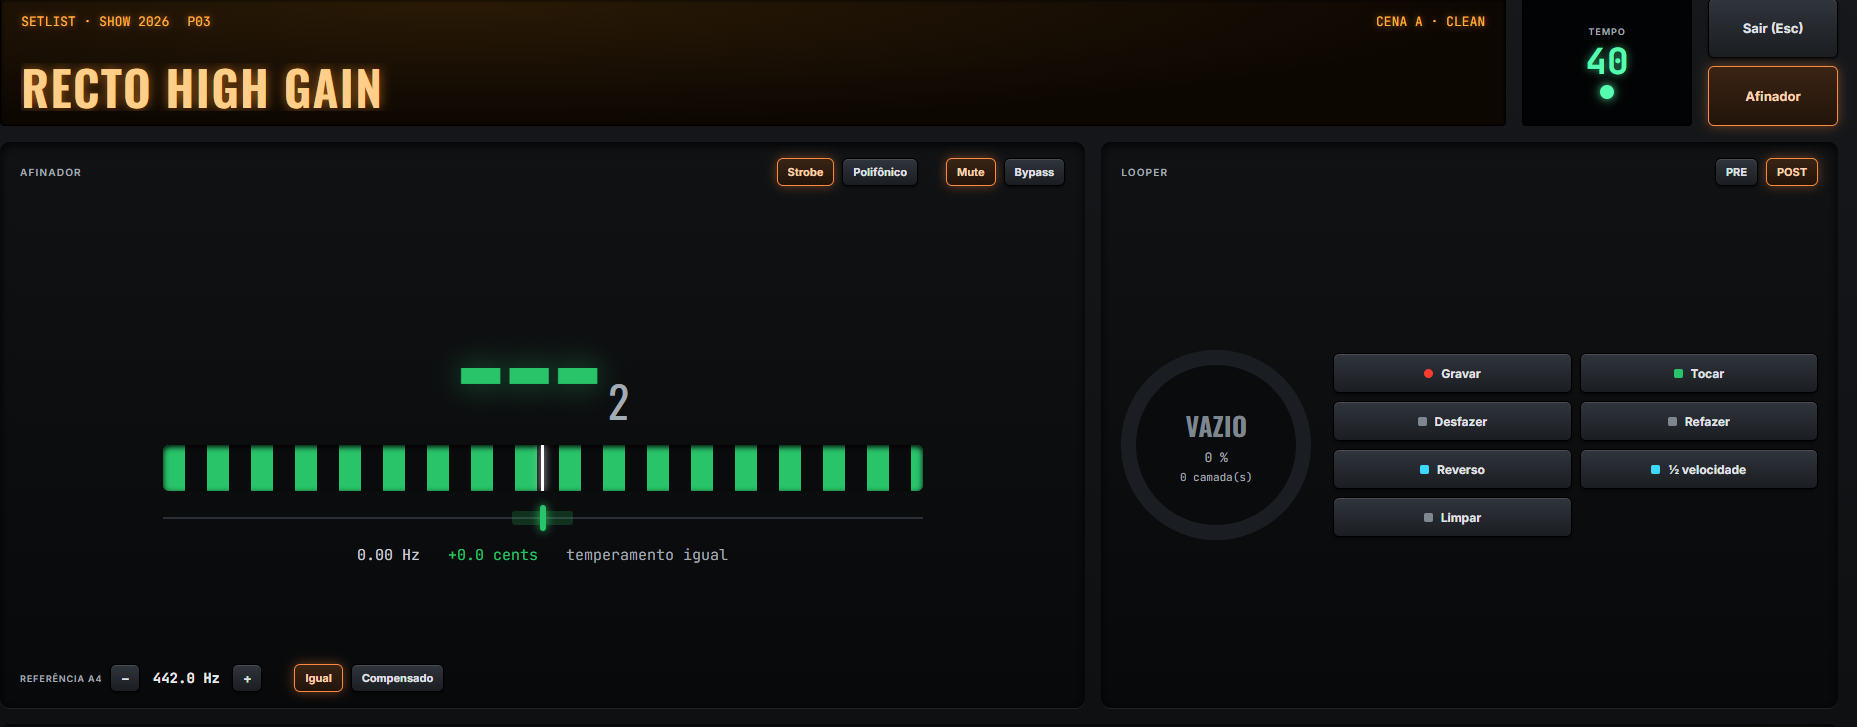 SETLIST · SHOW 2026 P03
CENA A · CLEAN
RECTO HIGH GAIN
TEMPO
40
Sair (Esc)
Afinador
AFINADOR
Strobe
Polifônico
Mute
Bypass
--- 2
0.00 Hz +0.0 cents temperamento igual
REFERÊNCIA A4 − 442.0 Hz +
Igual
Compensado
LOOPER
PRE
POST
VAZIO
0 %
0 camada(s)
Gravar
Tocar
Desfazer
Refazer
Reverso
½ velocidade
Limpar